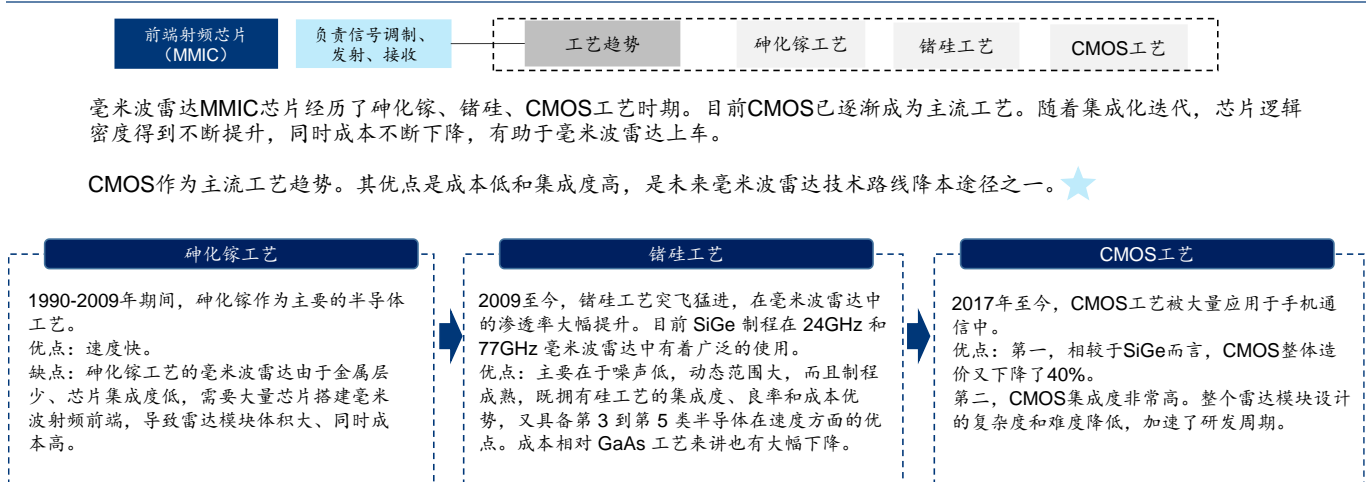 前端射频芯片
（MMIC）
负责信号调制、
发射、接收
工艺趋势
砷化镓工艺
锗硅工艺
CMOS工艺
毫米波雷达MMIC芯片经历了砷化镓、锗硅、CMOS工艺时期。目前CMOS已逐渐成为主流工艺。随着集成化迭代，芯片逻辑
密度得到不断提升，同时成本不断下降，有助于毫米波雷达上车。
CMOS作为主流工艺趋势。其优点是成本低和集成度高，是未来毫米波雷达技术路线降本途径之一。
砷化镓工艺
1990-2009年期间，砷化镓作为主要的半导体
工艺。
优点：速度快。
缺点：砷化镓工艺的毫米波雷达由于金属层
少、芯片集成度低，需要大量芯片搭建毫米
波射频前端，导致雷达模块体积大、同时成
本高。
锗硅工艺
2009至今，锗硅工艺突飞猛进，在毫米波雷达中
的渗透率大幅提升。目前 SiGe 制程在 24GHz 和
77GHz 毫米波雷达中有着广泛的使用。
优点：主要在于噪声低，动态范围大，而且制程
成熟，既拥有硅工艺的集成度、良率和成本优
势，又具备第 3 到第 5 类半导体在速度方面的优
点。成本相对 GaAs 工艺来讲也有大幅下降。
CMOS工艺
2017年至今，CMOS工艺被大量应用于手机通
信中。
优点：第一，相较于SiGe而言，CMOS整体造
价又下降了40%。
第二，CMOS集成度非常高。整个雷达模块设计
的复杂度和难度降低，加速了研发周期。